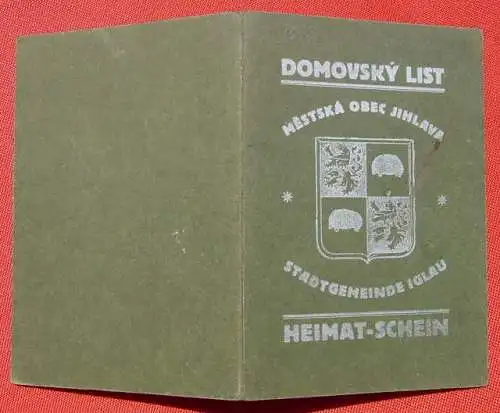 DOMOVSKÝ LIST
MĚSTSKÁ OBEC JIHLAVA
STADTGEMEINDE IGLAU
HEIMAT-SCHEIN